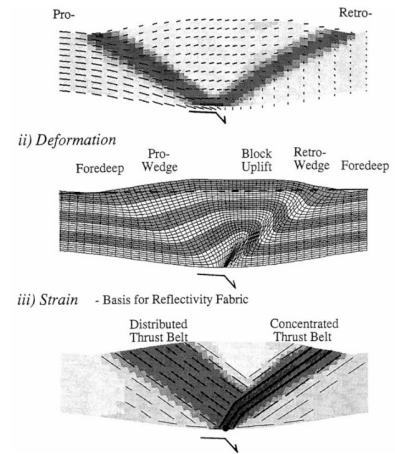 Pro- Retro-
ii) Deformation
Pro- Block Retro-
Foredeep Wedge Uplift Wedge Foredeep
iii) Strain - Basis for Reflectivity Fabric
Distributed Concentrated
Thrust Belt Thrust Belt